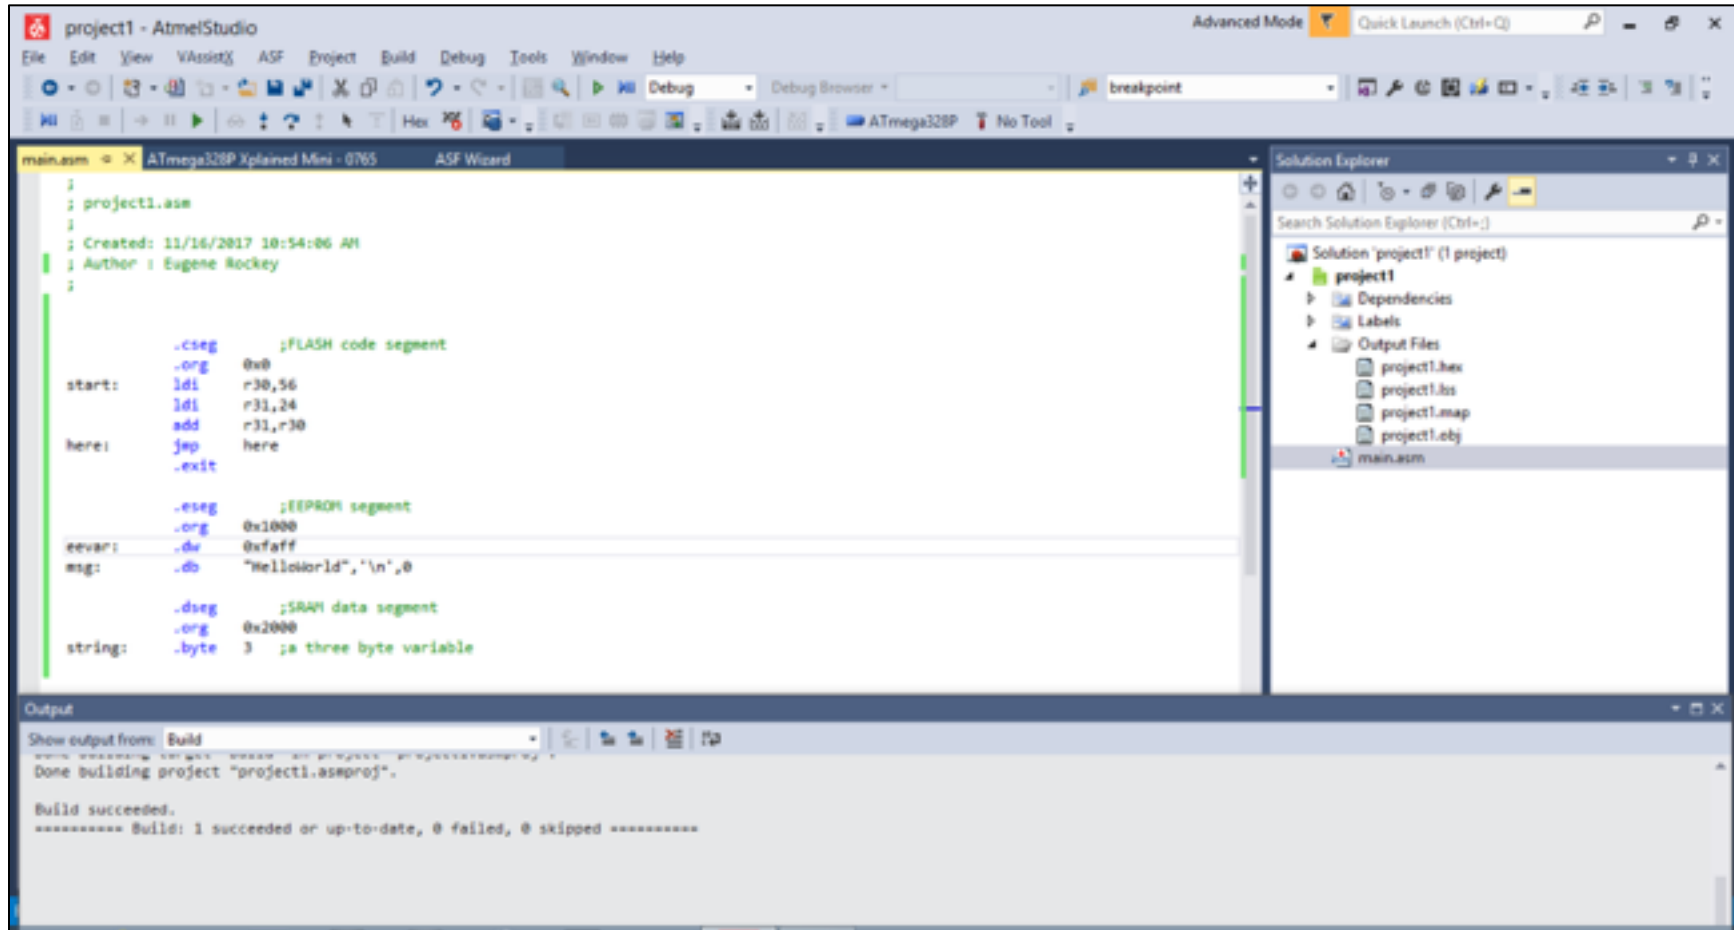 project1 - AtmelStudio
Advanced Mode
Quick Launch (Ctrl+Q)
File Edit View VAssistX ASF Project Build Debug Tools Window Help
Debug Debug Browser breakpoint
Hex ATmega328P No Tool
main.asm ATmega328P Xplained Mini - 0765 ASF Wizard
;
; project1.asm
;
; Created: 11/16/2017 10:54:06 AM
; Author : Eugene Rockey
;
.cseg ;FLASH code segment
.org 0x0
start: ldi r30,56
ldi r31,24
add r31,r30
here: jmp here
.exit
.eseg ;EEPROM segment
.org 0x1000
eevar: .dw 0xfaff
msg: .db "HelloWorld",'\n',0
.dseg ;SRAM data segment
.org 0x2000
string: .byte 3 ;a three byte variable
Solution Explorer
Search Solution Explorer (Ctrl+;)
Solution 'project1' (1 project)
project1
Dependencies
Labels
Output Files
project1.hex
project1.lss
project1.map
project1.obj
main.asm
Output
Show output from: Build
Done building project "project1.asmproj".
Build succeeded.
========== Build: 1 succeeded or up-to-date, 0 failed, 0 skipped ==========